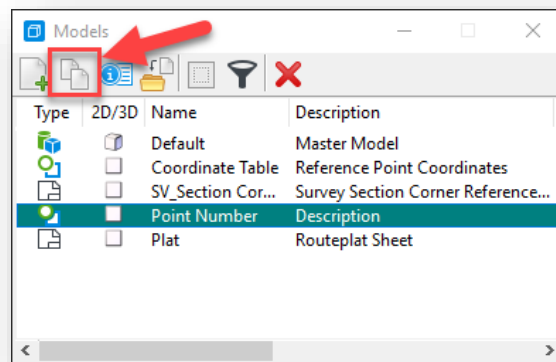 Models
Type 2D/3D Name Description
Default Master Model
Coordinate Table Reference Point Coordinates
SV_Section Cor... Survey Section Corner Reference...
Point Number Description
Plat Routeplat Sheet